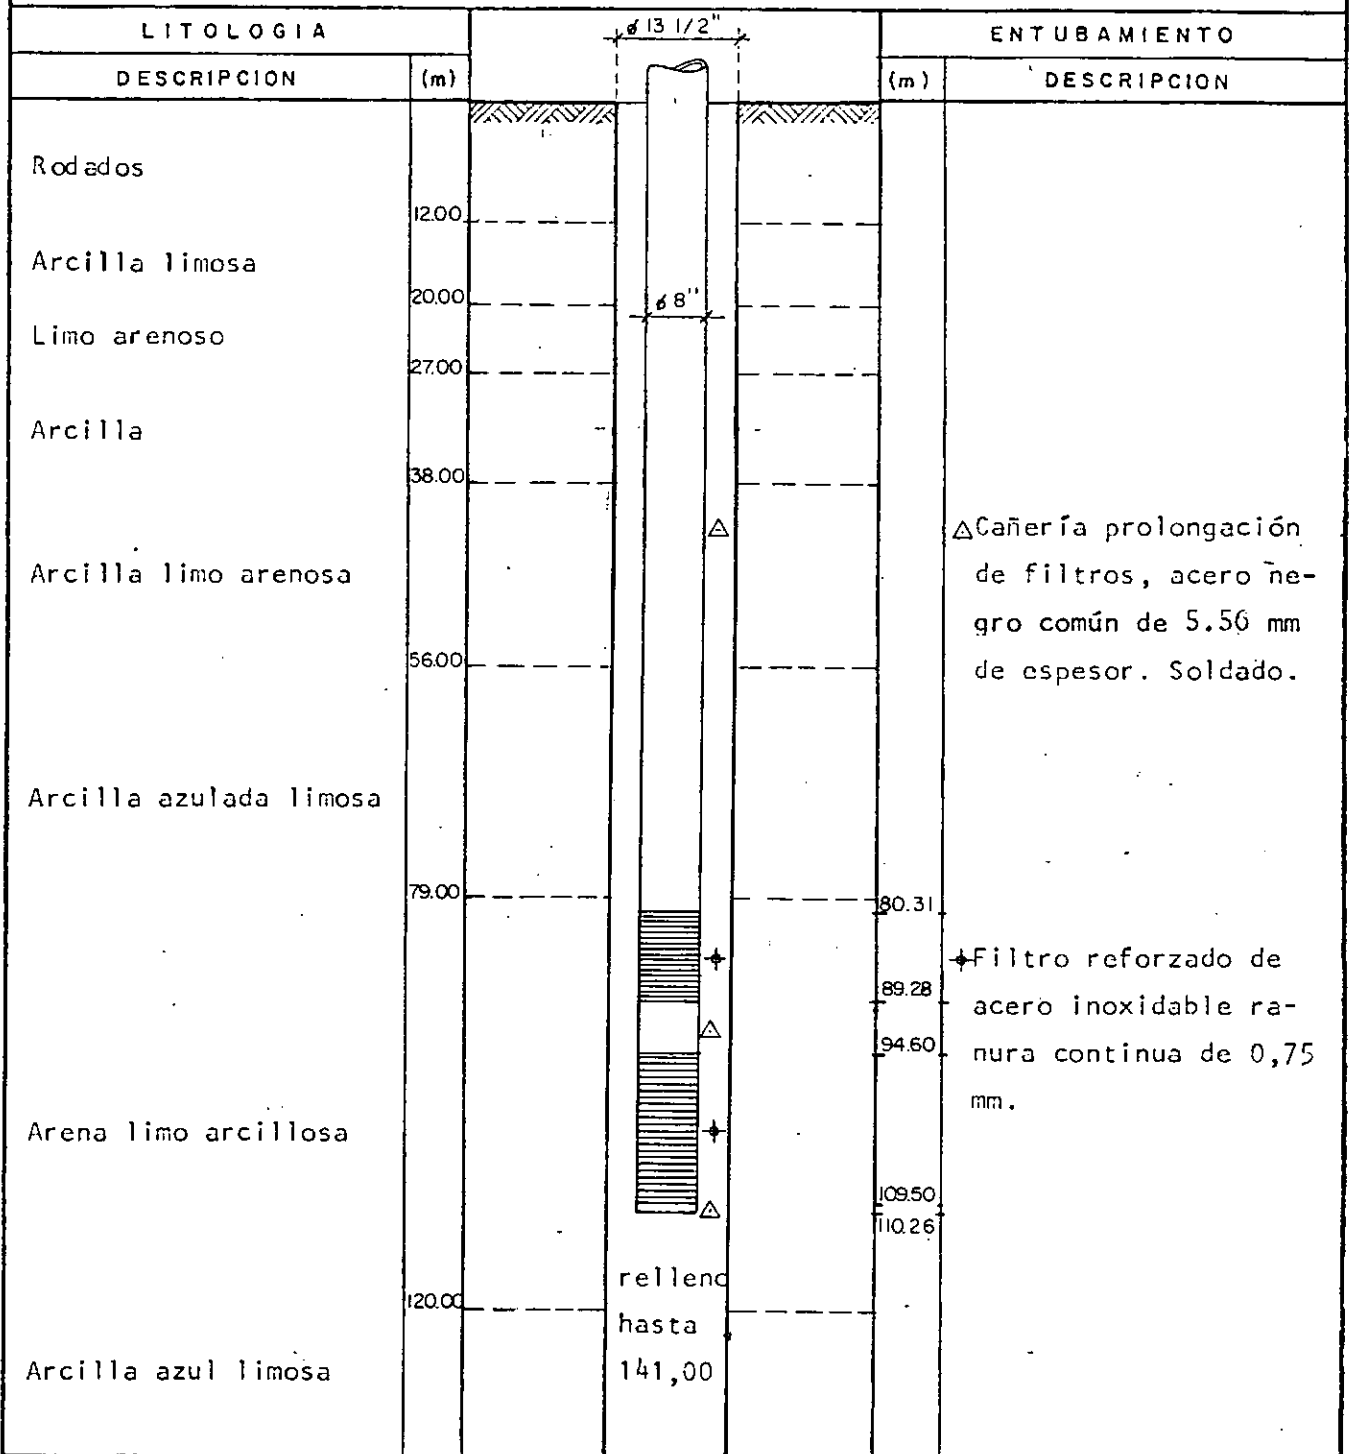 LITOLOGIA
ø 13 1/2"
ENTUBAMIENTO
DESCRIPCION
(m)
(m)
DESCRIPCION
Rodados
12.00
Arcilla limosa
20.00
ø 8"
Limo arenoso
27.00
Arcilla
38.00
Cañería prolongación
de filtros, acero ne-
gro común de 5.56 mm
de espesor. Soldado.
Arcilla limo arenosa
56.00
Arcilla azulada limosa
79.00
80.31
Filtro reforzado de
acero inoxidable ra-
nura continua de 0,75
mm.
89.28
94.60
Arena limo arcillosa
109.50
110.26
relleno
hasta
141,00
120.00
Arcilla azul limosa